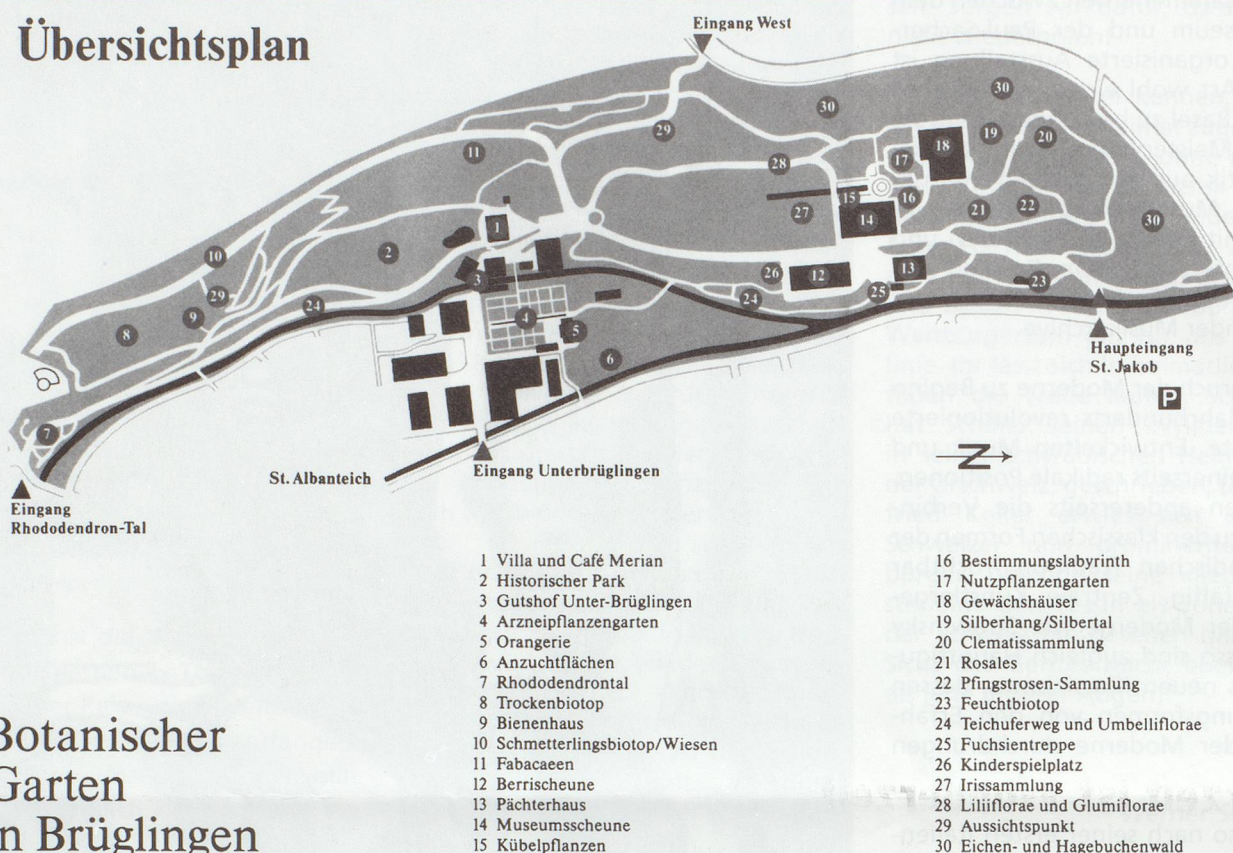 Übersichtsplan
Eingang West
Haupteingang
St. Jakob
P
Eingang Unterbrüglingen
St. Albanteich
Eingang
Rhododendron-Tal
1 Villa und Café Merian
2 Historischer Park
3 Gutshof Unter-Brüglingen
4 Arzneipflanzengarten
5 Orangerie
6 Anzuchtflächen
7 Rhododendrontal
8 Trockenbiotop
9 Bienenhaus
10 Schmetterlingsbiotop/Wiesen
11 Fabacaeen
12 Berrischeune
13 Pächterhaus
14 Museumsscheune
15 Kübelpflanzen
16 Bestimmungslabyrinth
17 Nutzpflanzengarten
18 Gewächshäuser
19 Silberhang/Silbertal
20 Clematissammlung
21 Rosales
22 Pfingstrosen-Sammlung
23 Feuchtbiotop
24 Teichuferweg und Umbelliflorae
25 Fuchsientreppe
26 Kinderspielplatz
27 Irissammlung
28 Liliiflorae und Glumiflorae
29 Aussichtspunkt
30 Eichen- und Hagebuchenwald
Botanischer
Garten
in Brüglingen